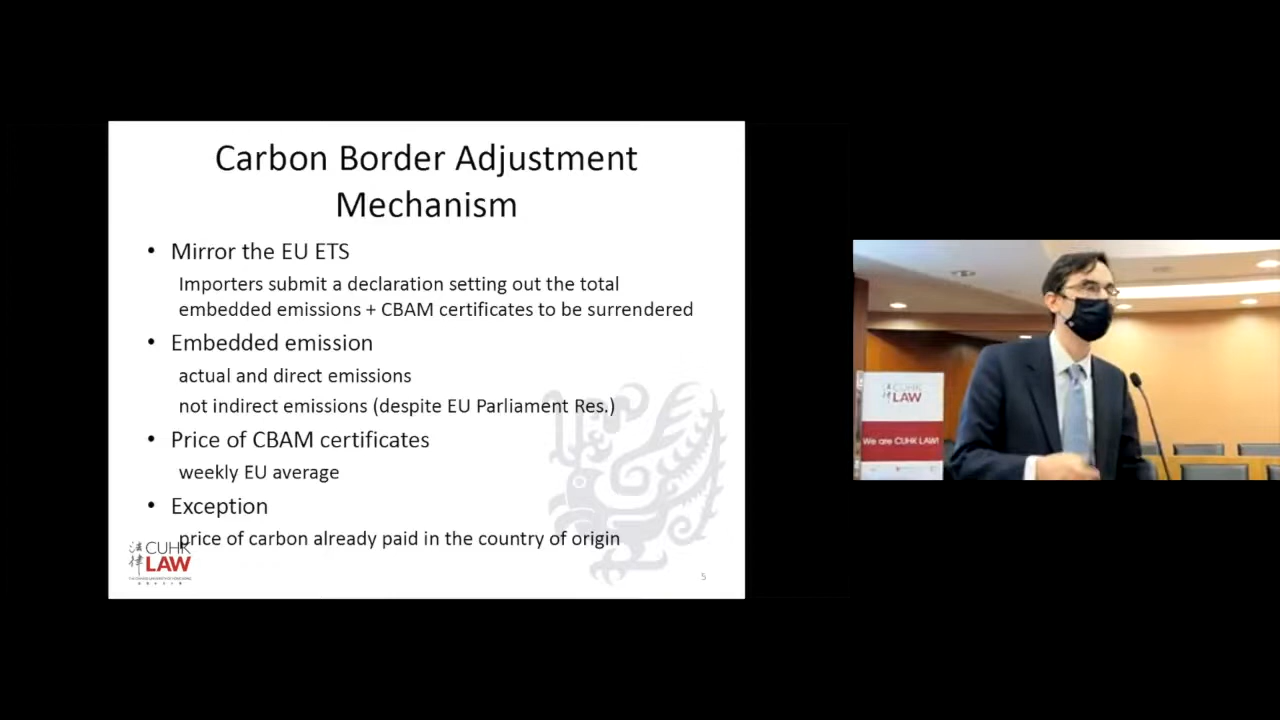 Carbon Border Adjustment
Mechanism
• Mirror the EU ETS
Importers submit a declaration setting out the total
embedded emissions + CBAM certificates to be surrendered
• Embedded emission
actual and direct emissions
not indirect emissions (despite EU Parliament Res.)
• Price of CBAM certificates
weekly EU average
• Exception
price of carbon already paid in the country of origin
法律
CUHK
LAW
5
CUHK
LAW
We are CUHK LAW!